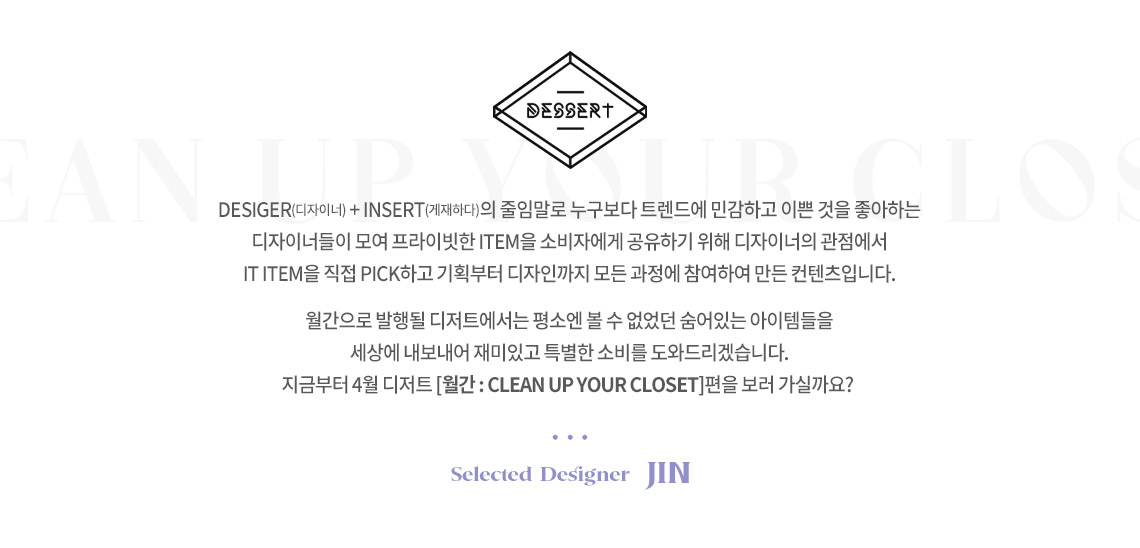 DESSERT
EAN UP YOUR CLOS
DESIGER(디자이너) + INSERT(게재하다)의 줄임말로 누구보다 트렌드에 민감하고 이쁜 것을 좋아하는
디자이너들이 모여 프라이빗한 ITEM을 소비자에게 공유하기 위해 디자이너의 관점에서
IT ITEM을 직접 PICK하고 기획부터 디자인까지 모든 과정에 참여하여 만든 컨텐츠입니다.
월간으로 발행될 디저트에서는 평소엔 볼 수 없었던 숨어있는 아이템들을
세상에 내보내어 재미있고 특별한 소비를 도와드리겠습니다.
지금부터 4월 디저트 [월간 : CLEAN UP YOUR CLOSET]편을 보러 가실까요?
Selected Designer JIN